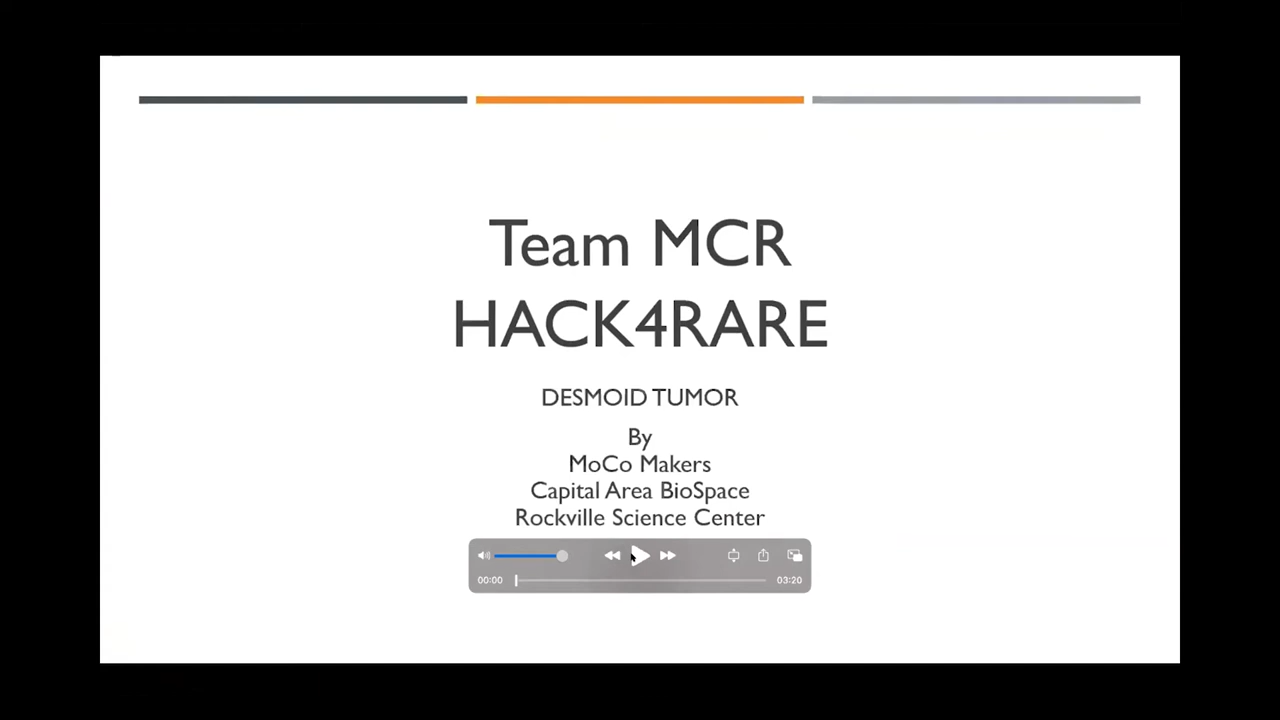 Team MCR
HACK4RARE
DESMOID TUMOR
By
MoCo Makers
Capital Area BioSpace
Rockville Science Center
00:00
03:20